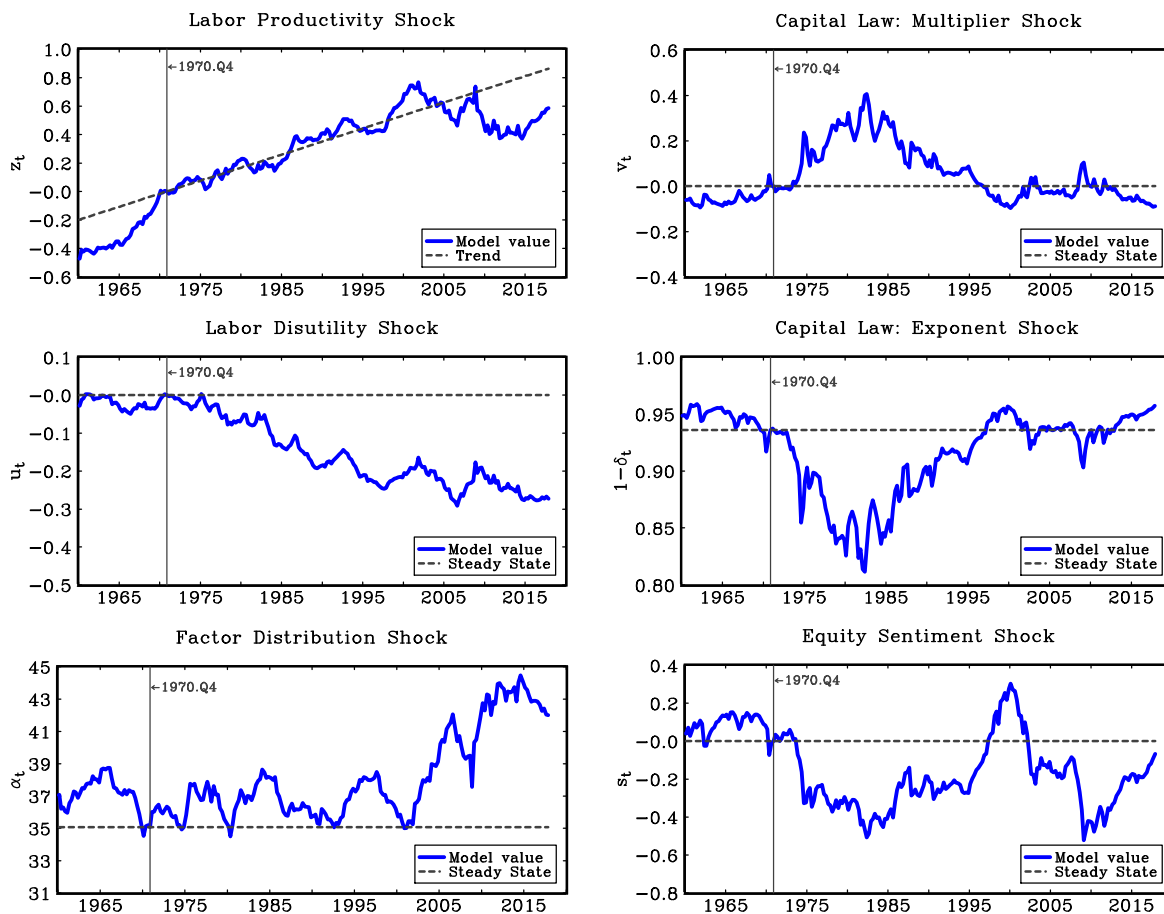 Labor Productivity Shock
1.0
0.8
0.6
0.4
0.2
−0.0
−0.2
−0.4
−0.6
z_t
←1970.Q4
Model value
Trend
1965 1975 1985 1995 2005 2015
Capital Law: Multiplier Shock
0.6
0.4
0.2
−0.0
−0.2
−0.4
v_t
←1970.Q4
Model value
Steady State
1965 1975 1985 1995 2005 2015
Labor Disutility Shock
0.1
−0.0
−0.1
−0.2
−0.3
−0.4
−0.5
u_t
←1970.Q4
Model value
Steady State
1965 1975 1985 1995 2005 2015
Capital Law: Exponent Shock
1.00
0.95
0.90
0.85
0.80
1−δ_t
←1970.Q4
Model value
Steady State
1965 1975 1985 1995 2005 2015
Factor Distribution Shock
45
43
41
39
37
35
33
31
α_t
←1970.Q4
Model value
Steady State
1965 1975 1985 1995 2005 2015
Equity Sentiment Shock
0.4
0.2
−0.0
−0.2
−0.4
−0.6
−0.8
s_t
←1970.Q4
Model value
Steady State
1965 1975 1985 1995 2005 2015